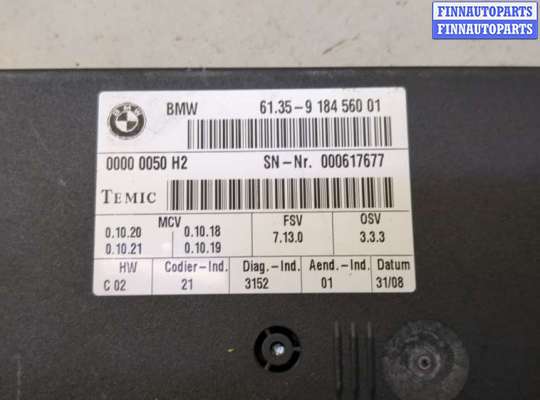 FINNAUTOPARTS
FINNAUTOPARTS
BMW
BMW 61.35-9 184 560 01
0000 0050 H2 SN-Nr. 000617677
TEMIC
MCV FSV OSV
0.10.20 0.10.18 7.13.0 3.3.3
0.10.21 0.10.19
HW Codier-Ind. Diag.-Ind. Aend.-Ind. Datum
C 02 21 3152 01 31/08